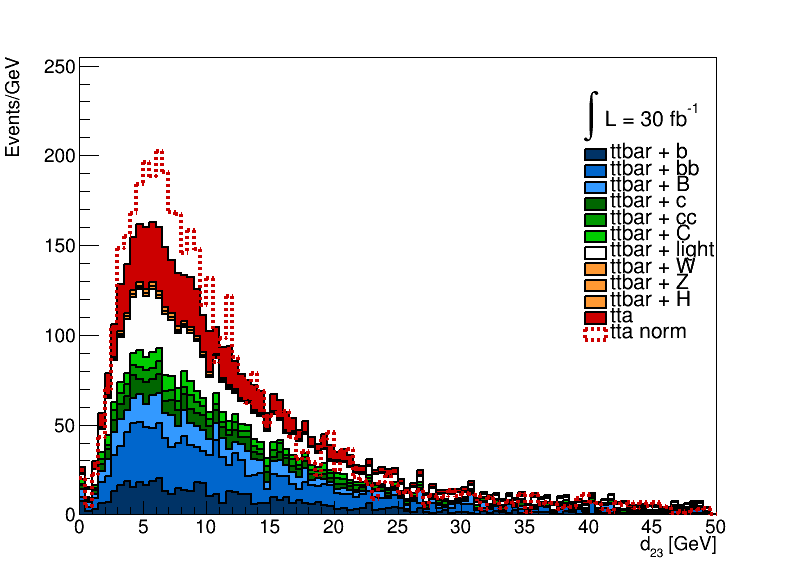 Events/GeV
250
200
150
100
50
0
∫ L = 30 fb⁻¹
ttbar + b
ttbar + bb
ttbar + B
ttbar + c
ttbar + cc
ttbar + C
ttbar + light
ttbar + W
ttbar + Z
ttbar + H
tta
tta norm
0 5 10 15 20 25 30 35 40 45 50
d₂₃ [GeV]